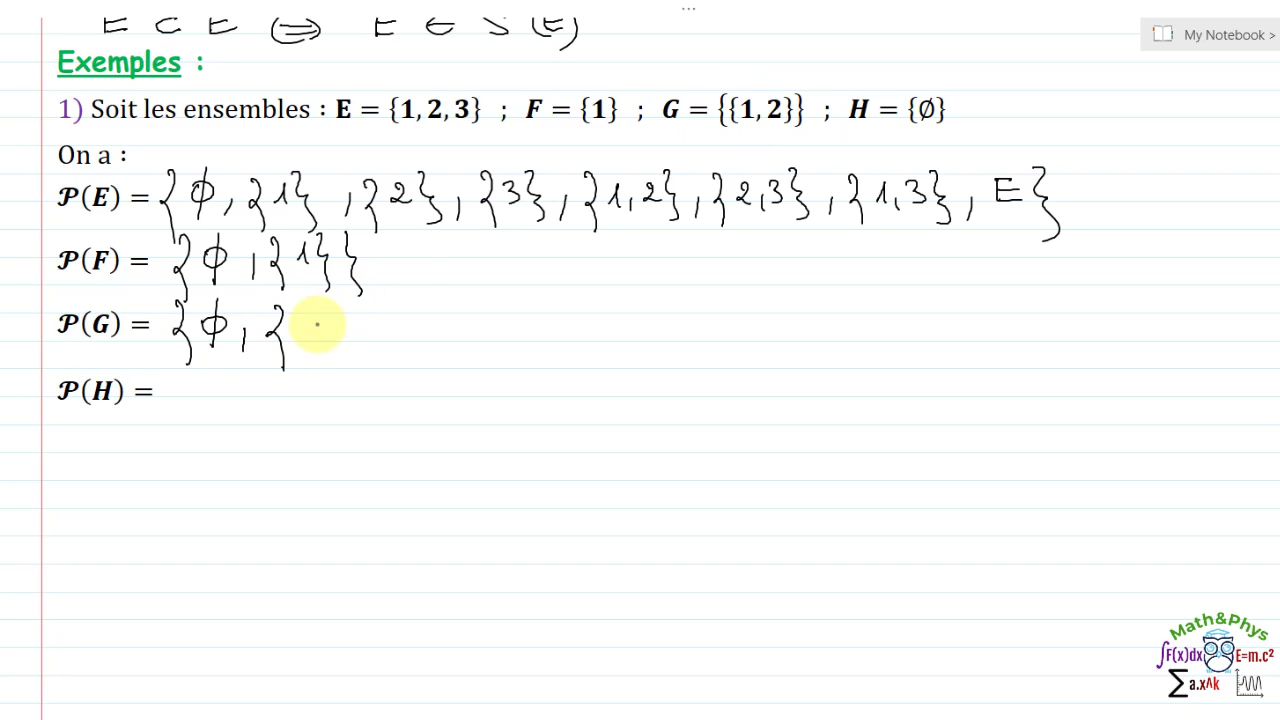 My Notebook >
E ⊂ E ⟺ E ∈ P(E)
Exemples :
1) Soit les ensembles : E = {1, 2, 3} ; F = {1} ; G = {{1, 2}} ; H = {∅}
On a :
𝒫(E) = {∅, {1}, {2}, {3}, {1, 2}, {2, 3}, {1, 3}, E}
𝒫(F) = {∅, {1}}
𝒫(G) = {∅, {
𝒫(H) =
Math&Phys
∫F(x)dx E=m.c²
∑ a.x∧k